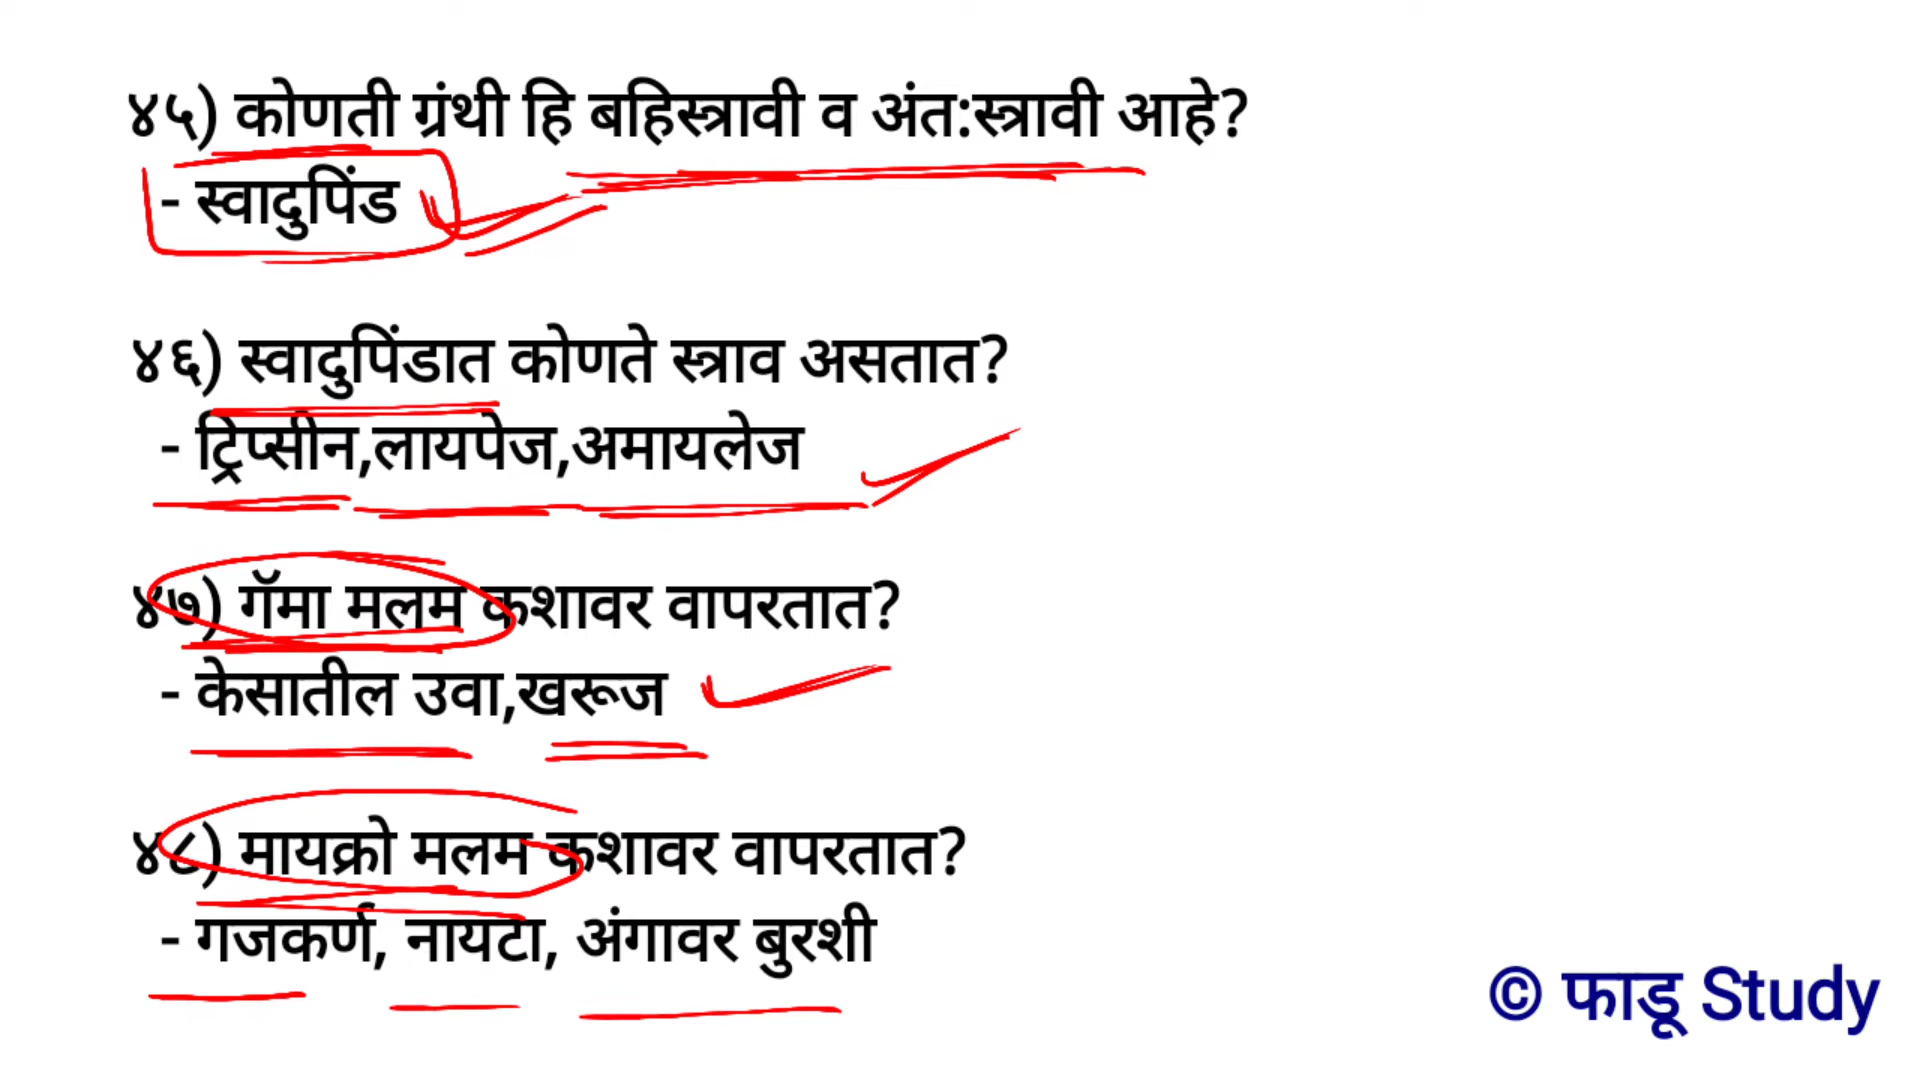 ४५) कोणती ग्रंथी हि बहिस्त्रावी व अंत:स्त्रावी आहे?
- स्वादुपिंड
४६) स्वादुपिंडात कोणते स्त्राव असतात?
- ट्रिप्सीन,लायपेज,अमायलेज
४७) गॅमा मलम कशावर वापरतात?
- केसातील उवा,खरूज
४८) मायक्रो मलम कशावर वापरतात?
- गजकर्ण, नायटा, अंगावर बुरशी
© फाडू Study